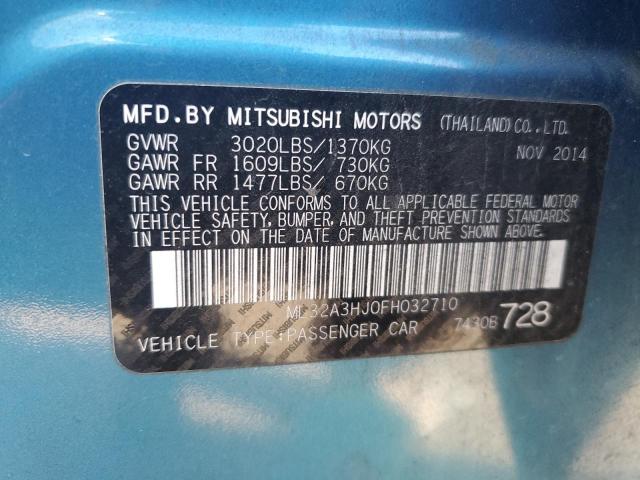 MFD.BY MITSUBISHI MOTORS (THAILAND) CO., LTD.
GVWR 3020LBS/1370KG NOV 2014
GAWR FR 1609LBS/ 730KG
GAWR RR 1477LBS/ 670KG
THIS VEHICLE CONFORMS TO ALL APPLICABLE FEDERAL MOTOR
VEHICLE SAFETY, BUMPER, AND THEFT PREVENTION STANDARDS
IN EFFECT ON THE DATE OF MANUFACTURE SHOWN ABOVE.
ML32A3HJ0FH032710
VEHICLE TYPE:PASSENGER CAR 7430B 728